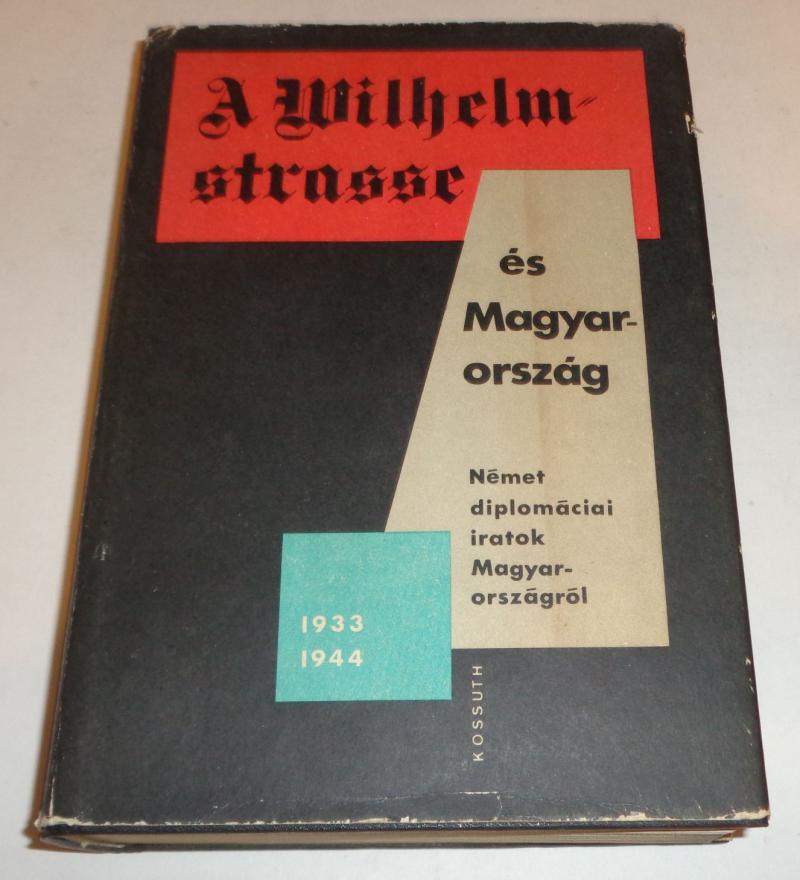 A Wilhelm-
strasse
és
Magyar-
ország
Német
diplomáciai
iratok
Magyar-
országról
1933
1944
KOSSUTH